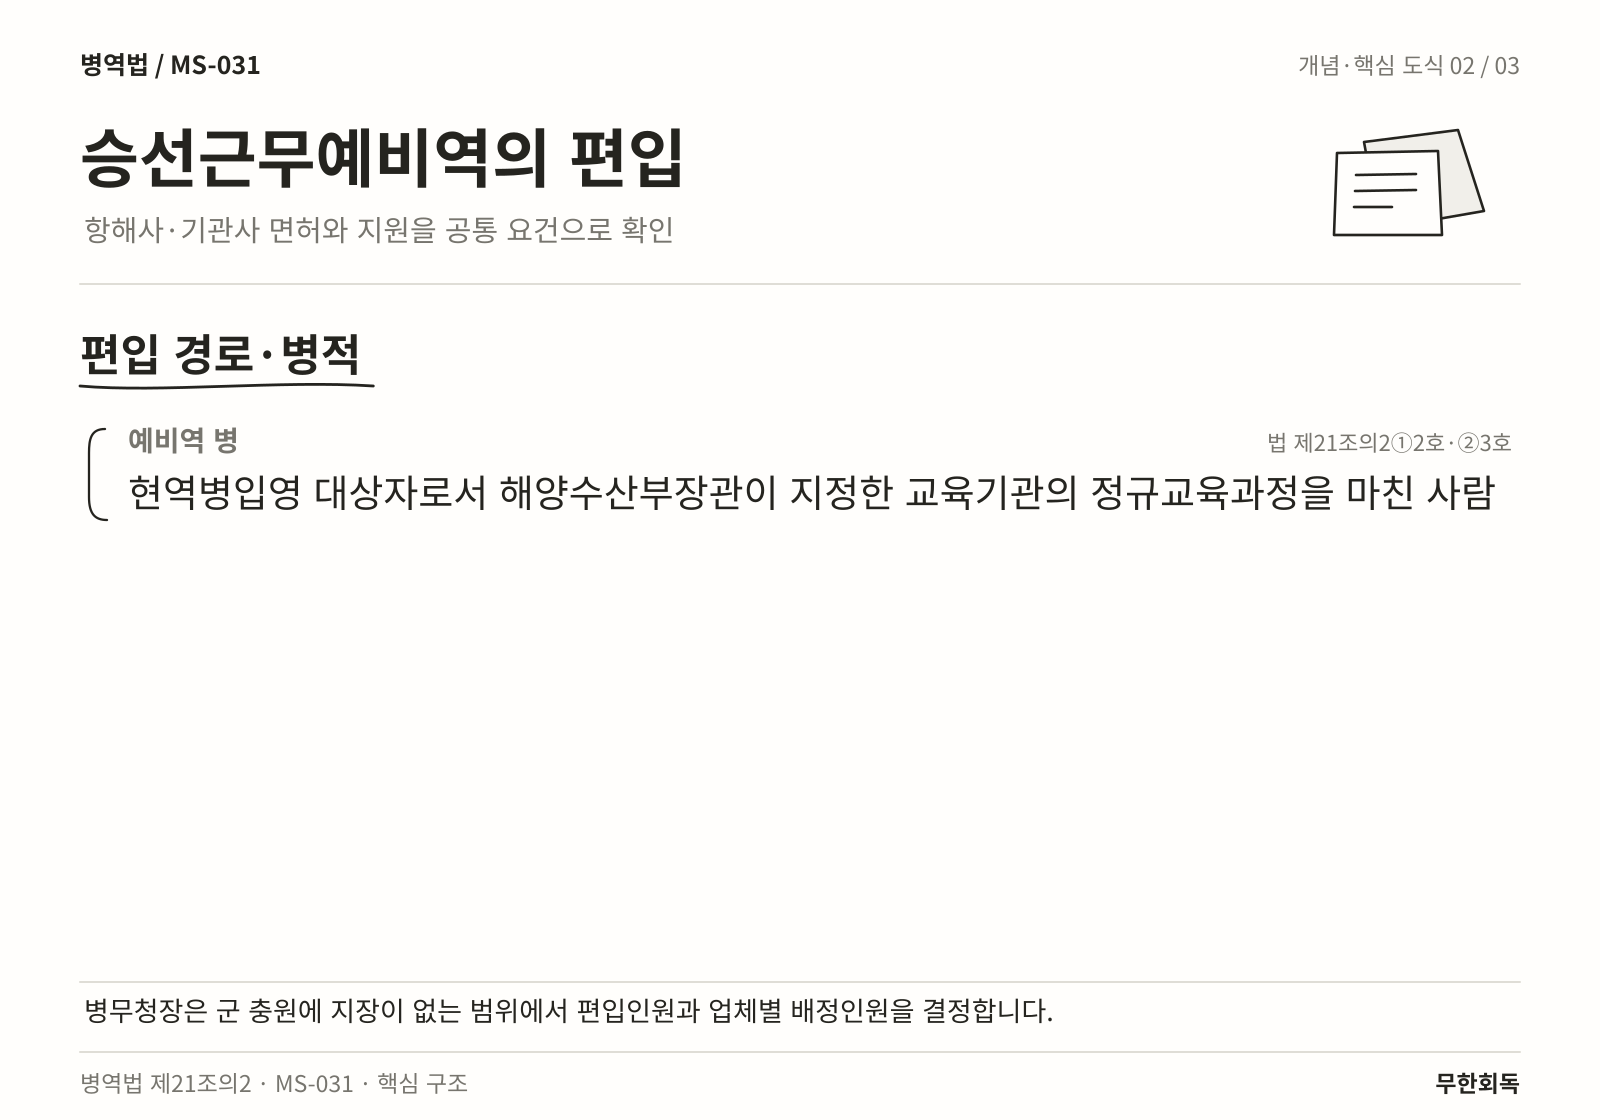 병역법 / MS-031
개념·핵심 도식 02 / 03
승선근무예비역의 편입
항해사·기관사 면허와 지원을 공통 요건으로 확인
편입 경로·병적
예비역 병
법 제21조의2①2호·②3호
현역병입영 대상자로서 해양수산부장관이 지정한 교육기관의 정규교육과정을 마친 사람
병무청장은 군 충원에 지장이 없는 범위에서 편입인원과 업체별 배정인원을 결정합니다.
병역법 제21조의2 · MS-031 · 핵심 구조
무한회독